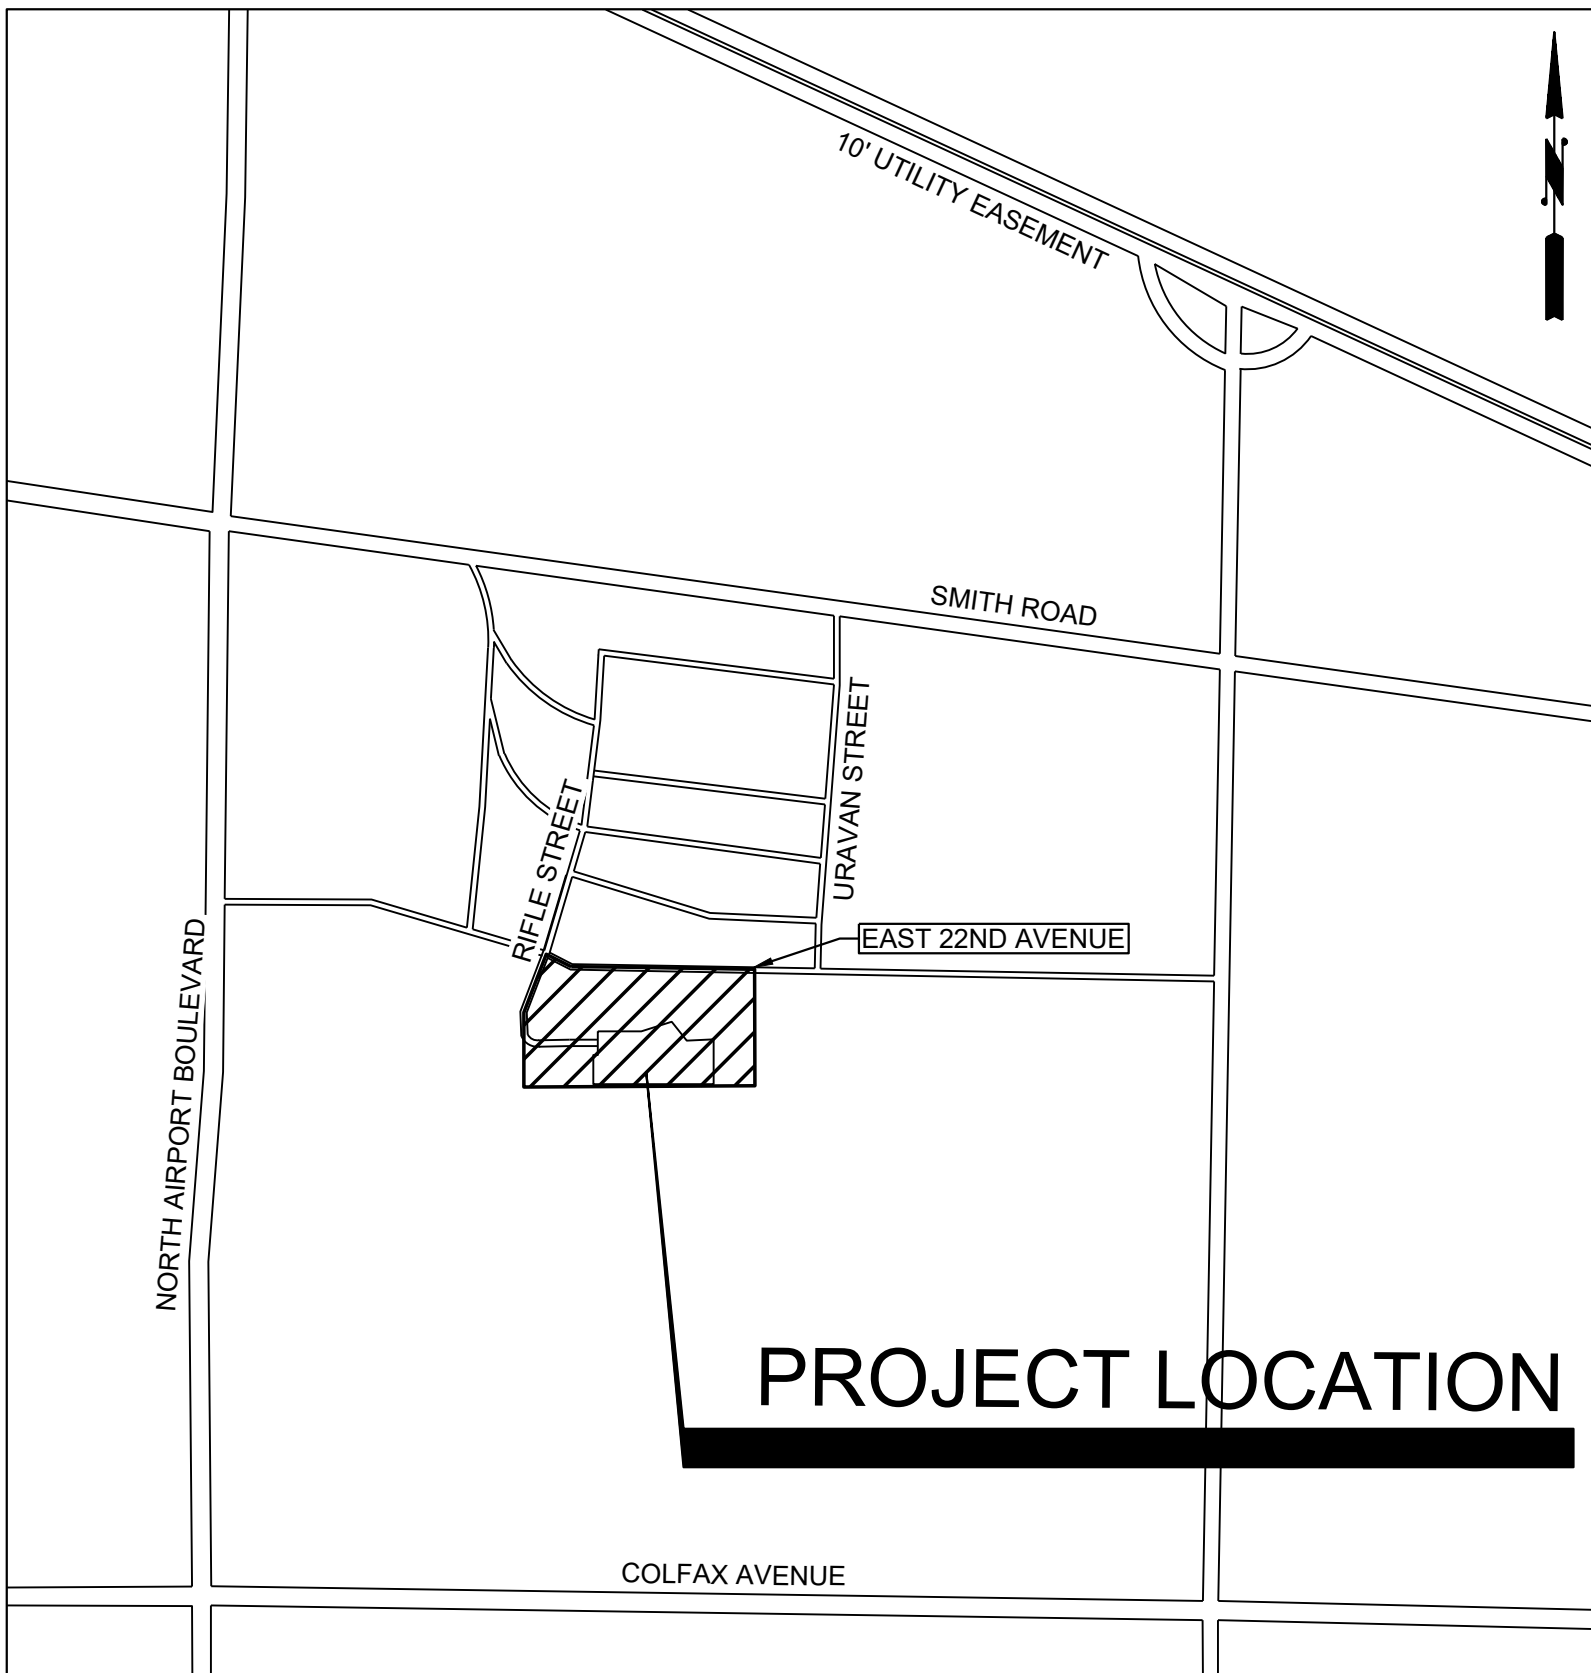 10' UTILITY EASEMENT
N
SMITH ROAD
URAVAN STREET
RIFLE STREET
EAST 22ND AVENUE
NORTH AIRPORT BOULEVARD
PROJECT LOCATION
COLFAX AVENUE